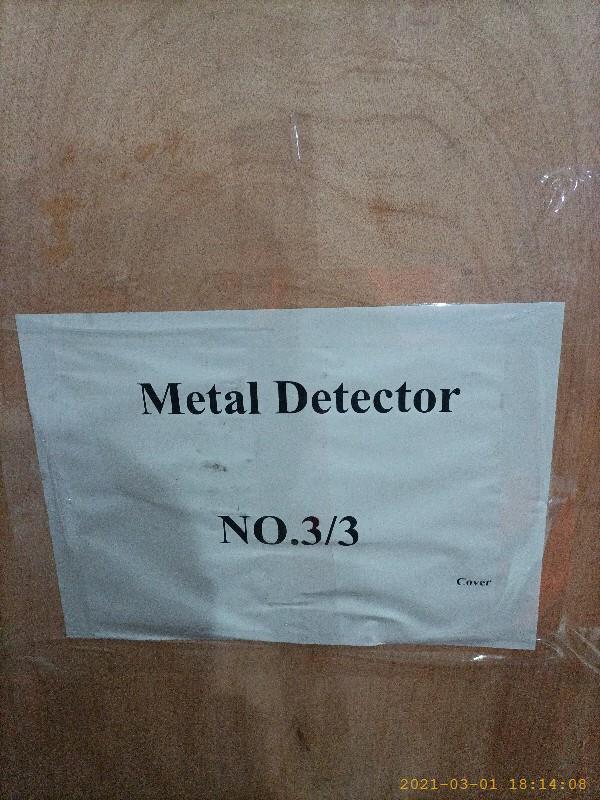 Metal Detector
NO.3/3
Cover
2021-03-01 18:14:08